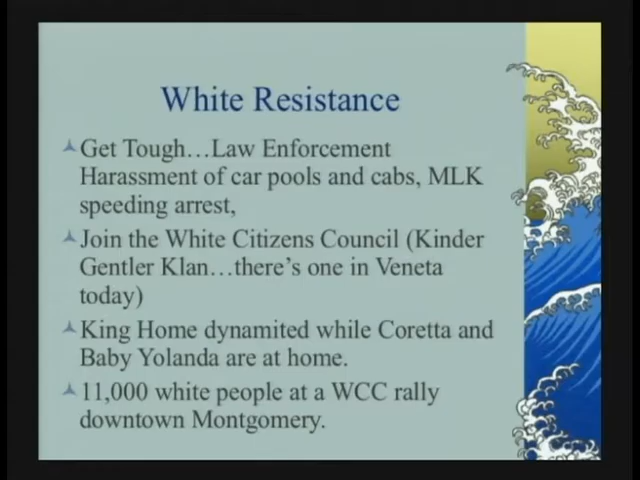 White Resistance
Get Tough…Law Enforcement
Harassment of car pools and cabs, MLK
speeding arrest,
Join the White Citizens Council (Kinder
Gentler Klan…there's one in Veneta
today)
King Home dynamited while Coretta and
Baby Yolanda are at home.
11,000 white people at a WCC rally
downtown Montgomery.